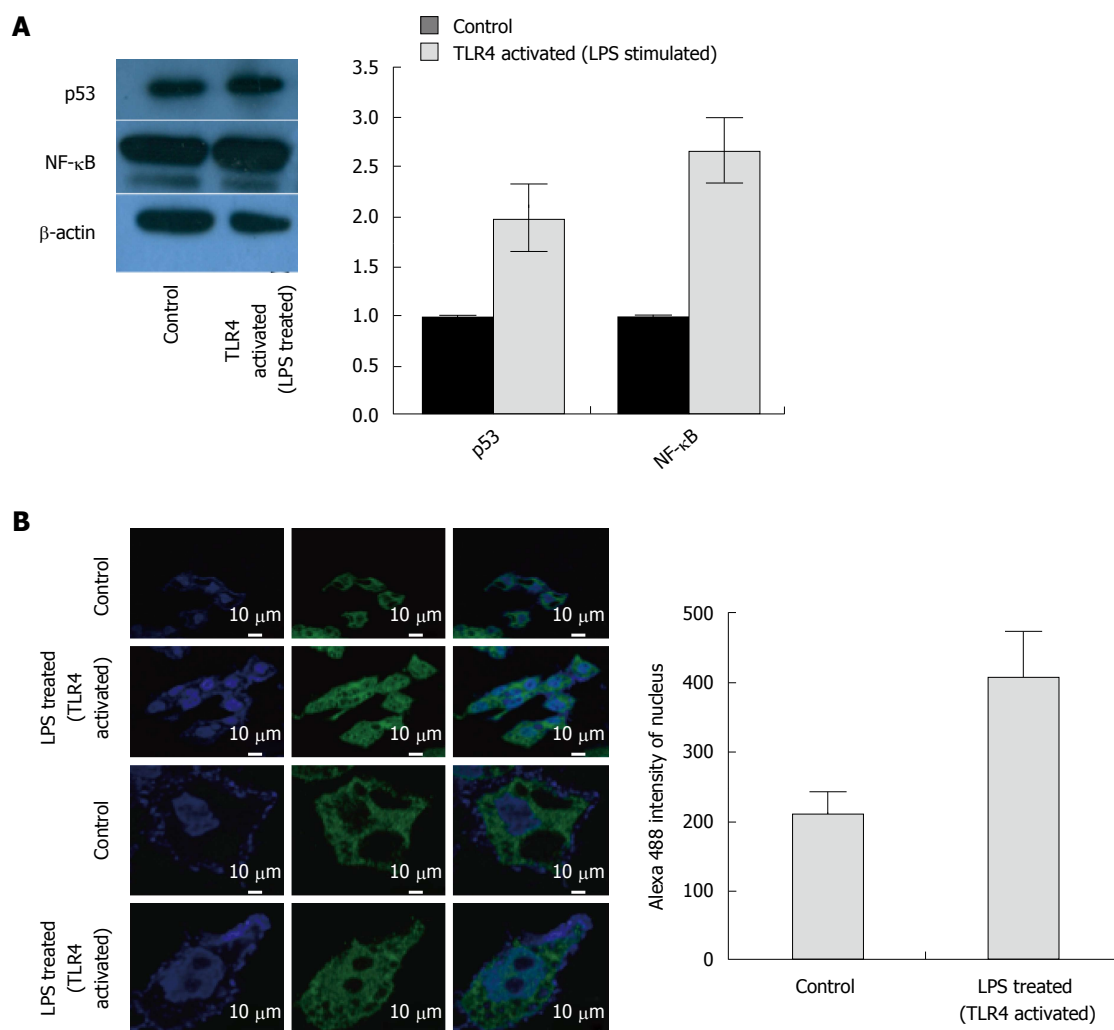 A
Control
TLR4 activated (LPS stimulated)
p53
NF-κB
β-actin
Control
TLR4
activated
(LPS treated)
3.5
3.0
2.5
2.0
1.5
1.0
0.5
0.0
p53
NF-κB
B
Control
10 μm
10 μm
10 μm
LPS treated
(TLR4
activated)
10 μm
10 μm
10 μm
Control
10 μm
10 μm
10 μm
LPS treated
(TLR4
activated)
10 μm
10 μm
10 μm
Alexa 488 intensity of nucleus
500
400
300
200
100
0
Control
LPS treated
(TLR4 activated)